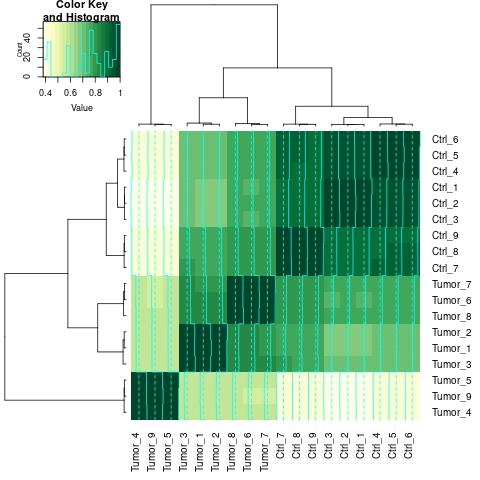 Color Key
and Histogram
Count
0 20 40
0.4 0.6 0.8 1
Value
Ctrl_6
Ctrl_5
Ctrl_4
Ctrl_1
Ctrl_2
Ctrl_3
Ctrl_9
Ctrl_8
Ctrl_7
Tumor_7
Tumor_6
Tumor_8
Tumor_2
Tumor_1
Tumor_3
Tumor_5
Tumor_9
Tumor_4
Tumor_4
Tumor_9
Tumor_5
Tumor_3
Tumor_1
Tumor_2
Tumor_8
Tumor_6
Tumor_7
Ctrl_7
Ctrl_8
Ctrl_9
Ctrl_3
Ctrl_2
Ctrl_1
Ctrl_4
Ctrl_5
Ctrl_6